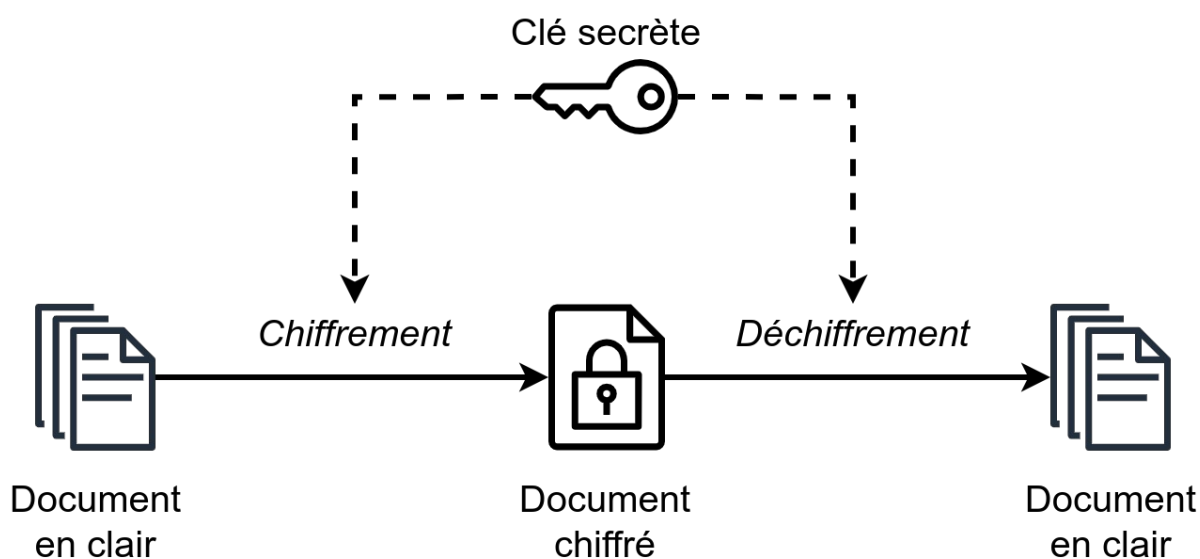 Clé secrète
Chiffrement
Déchiffrement
Document
en clair
Document
chiffré
Document
en clair